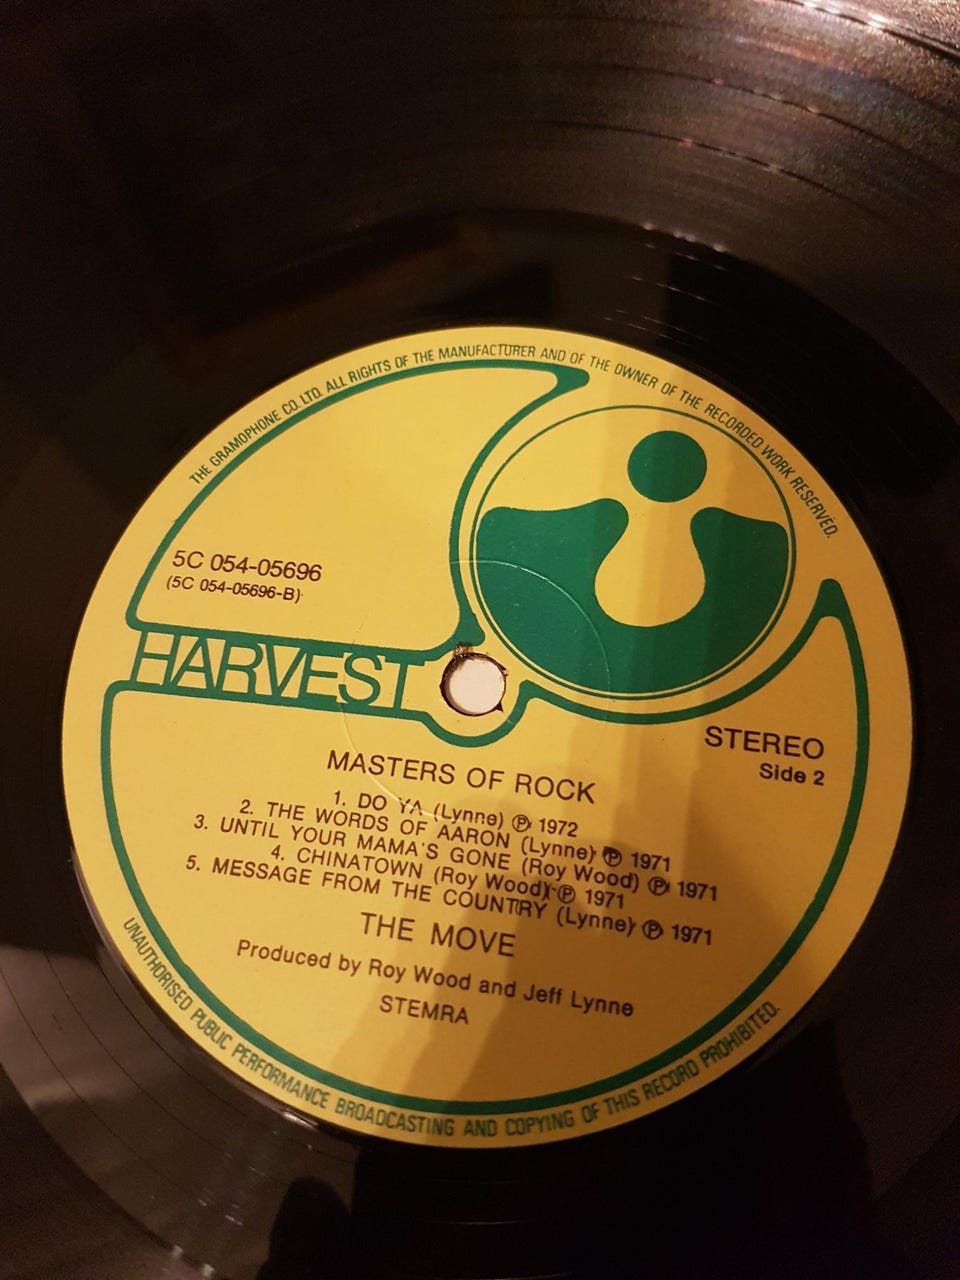 THE GRAMOPHONE CO. LTD. ALL RIGHTS OF THE MANUFACTURER AND OF THE OWNER OF THE RECORDED WORK RESERVED.
5C 054-05696
(5C 054-05696-B)
HARVEST
STEREO
Side 2
MASTERS OF ROCK
1. DO YA (Lynne) ℗ 1972
2. THE WORDS OF AARON (Lynne) ℗ 1971
3. UNTIL YOUR MAMA'S GONE (Roy Wood) ℗ 1971
4. CHINATOWN (Roy Wood) ℗ 1971
5. MESSAGE FROM THE COUNTRY (Lynne) ℗ 1971
THE MOVE
Produced by Roy Wood and Jeff Lynne
STEMRA
UNAUTHORISED PUBLIC PERFORMANCE BROADCASTING AND COPYING OF THIS RECORD PROHIBITED.